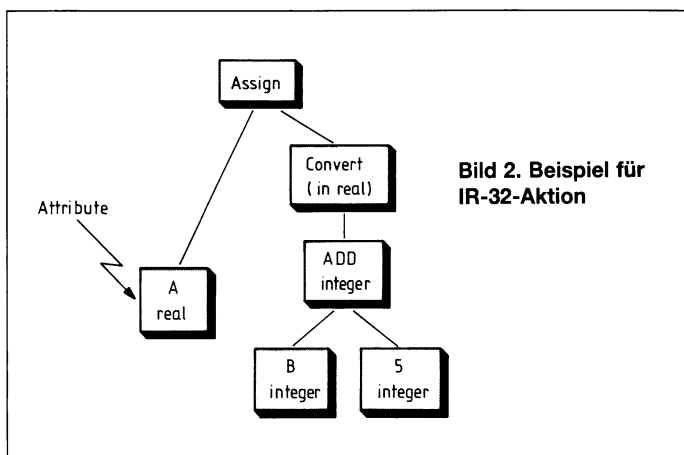 Assign
Convert
( in real)
Bild 2. Beispiel für
IR-32-Aktion
Attribute
ADD
integer
A
real
B
integer
5
integer